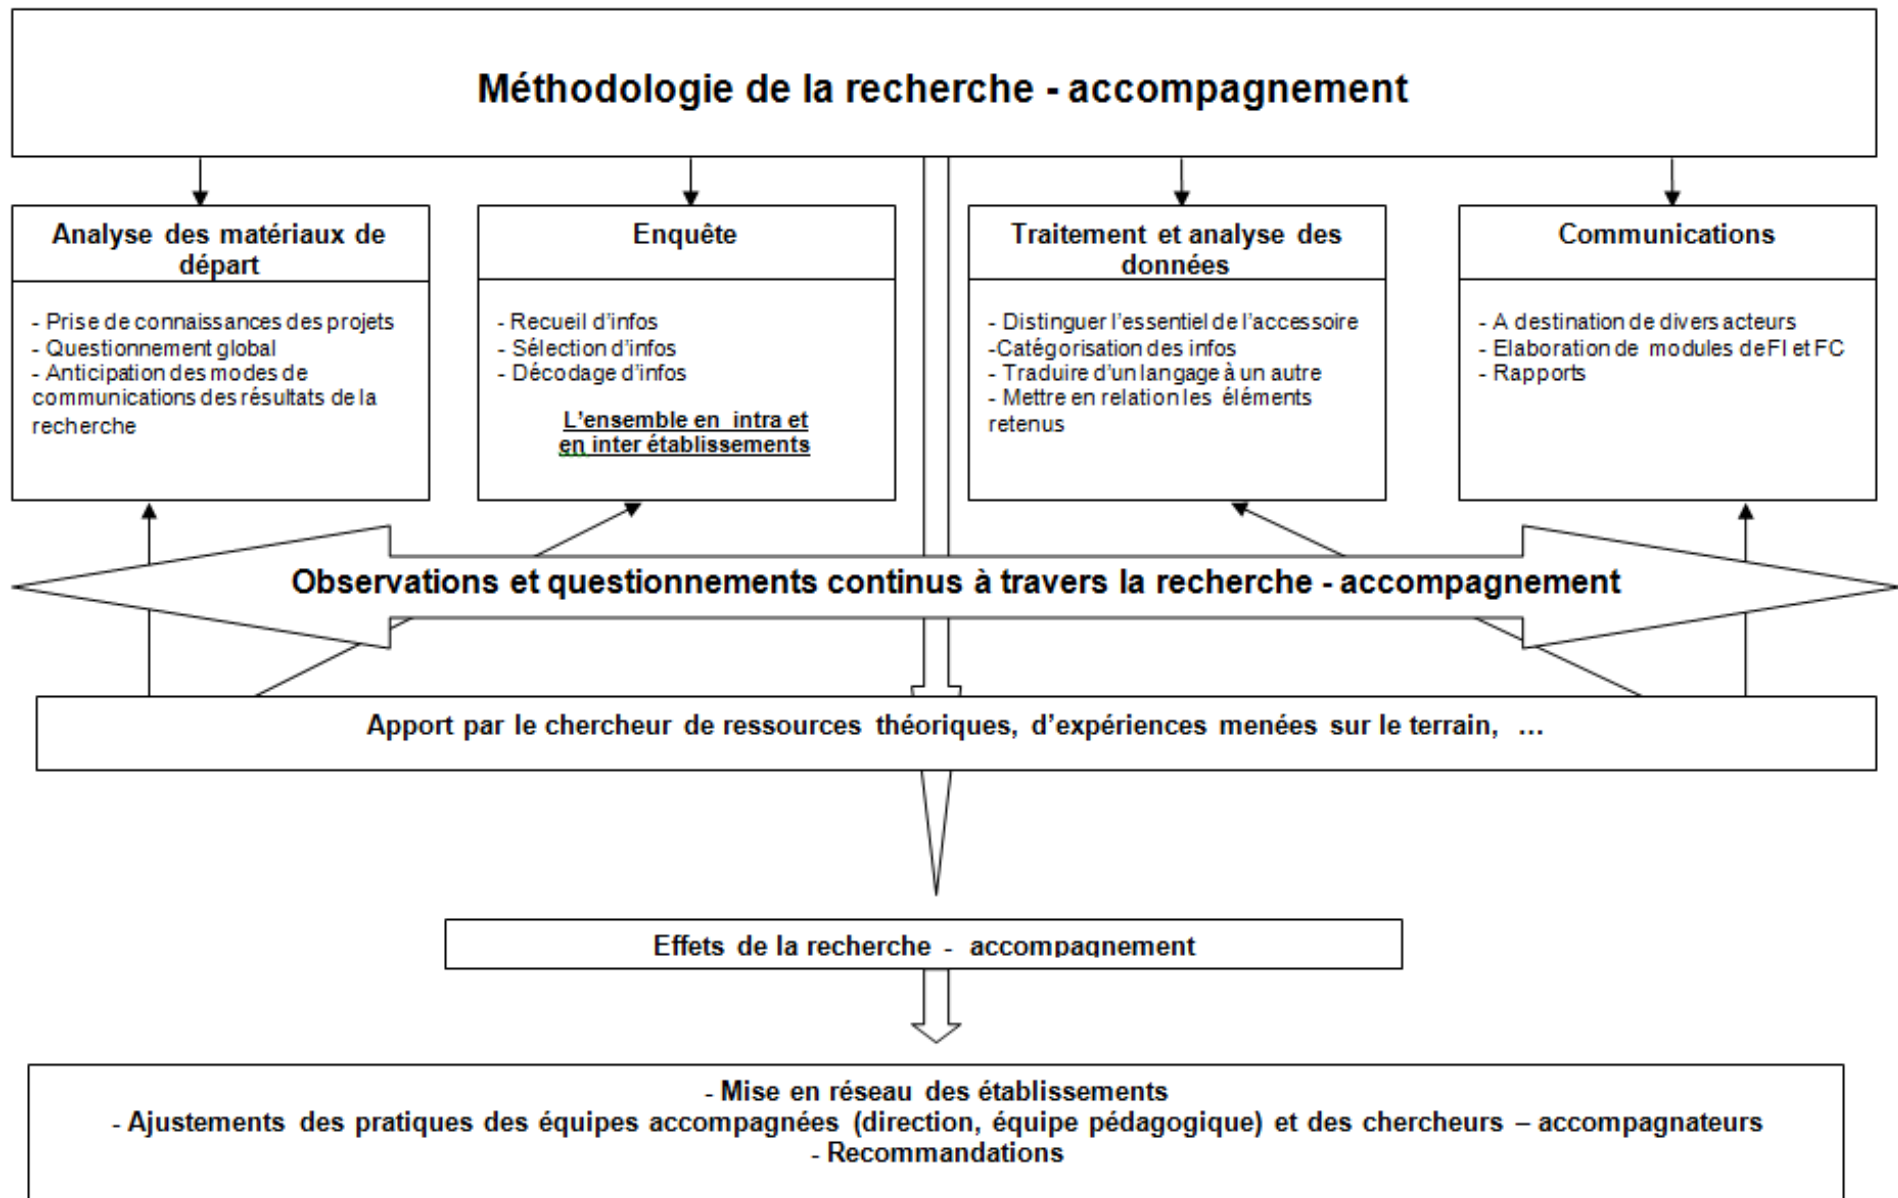 Méthodologie de la recherche - accompagnement
Analyse des matériaux de
départ
- Prise de connaissances des projets
- Questionnement global
- Anticipation des modes de
communications des résultats de la
recherche
Enquête
- Recueil d'infos
- Sélection d'infos
- Décodage d'infos
L'ensemble en intra et
en inter établissements
Traitement et analyse des
données
- Distinguer l'essentiel de l'accessoire
-Catégorisation des infos
- Traduire d'un langage à un autre
- Mettre en relation les éléments
retenus
Communications
- A destination de divers acteurs
- Elaboration de modules de FI et FC
- Rapports
Observations et questionnements continus à travers la recherche - accompagnement
Apport par le chercheur de ressources théoriques, d'expériences menées sur le terrain, ...
Effets de la recherche - accompagnement
- Mise en réseau des établissements
- Ajustements des pratiques des équipes accompagnées (direction, équipe pédagogique) et des chercheurs – accompagnateurs
- Recommandations